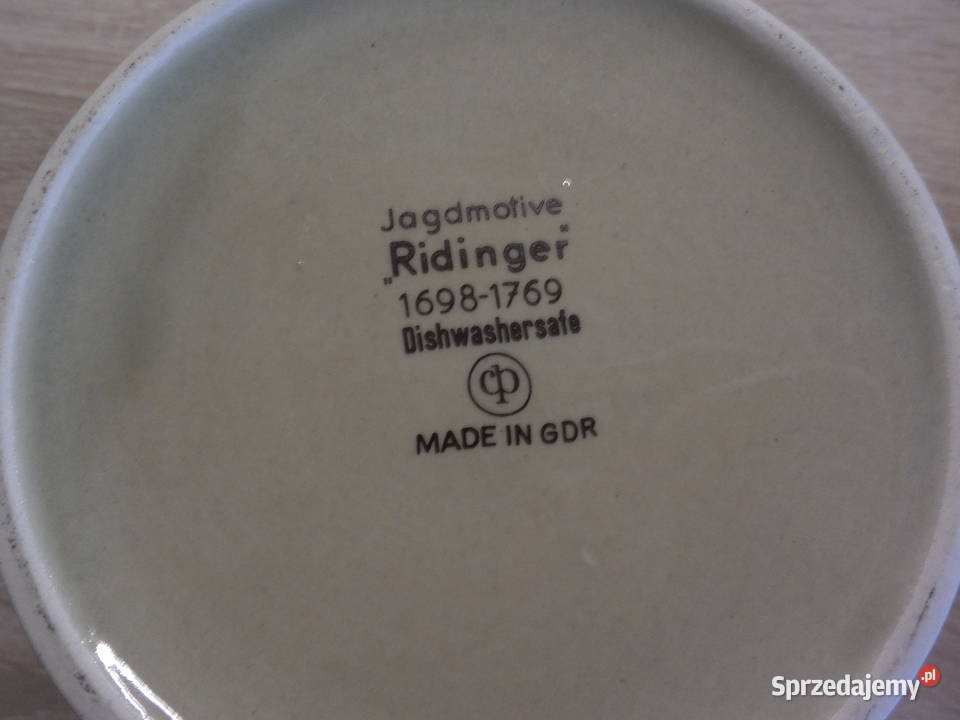 Jagdmotive
„Ridinger"
1698-1769
Dishwashersafe
cp
MADE IN GDR
Sprzedajemy.pl